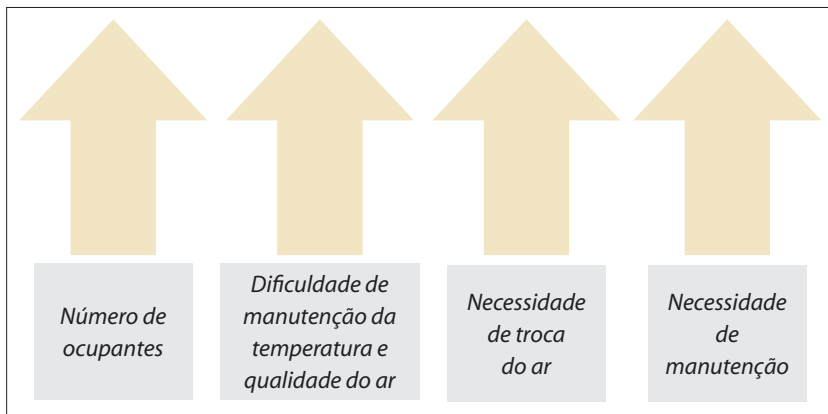 Número de
ocupantes
Dificuldade de
manutenção da
temperatura e
qualidade do ar
Necessidade
de troca
do ar
Necessidade
de
manutenção